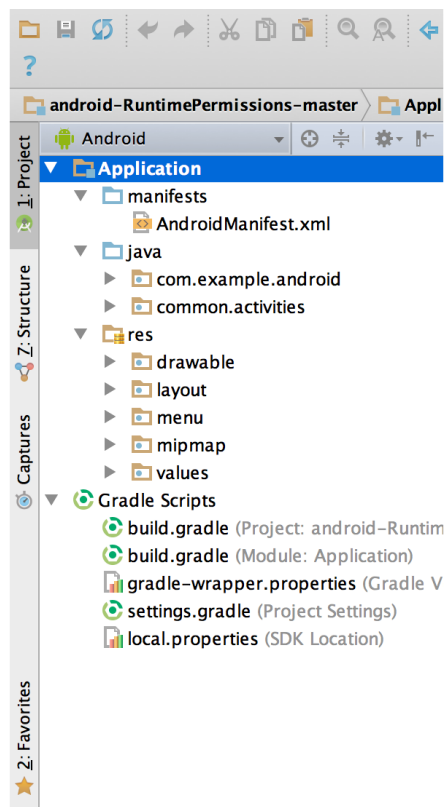 ?
android-RuntimePermissions-master
Appl
Android
Application
manifests
AndroidManifest.xml
java
com.example.android
common.activities
res
drawable
layout
menu
mipmap
values
Gradle Scripts
build.gradle (Project: android-Runtim
build.gradle (Module: Application)
gradle-wrapper.properties (Gradle V
settings.gradle (Project Settings)
local.properties (SDK Location)
1: Project
7: Structure
Captures
2: Favorites